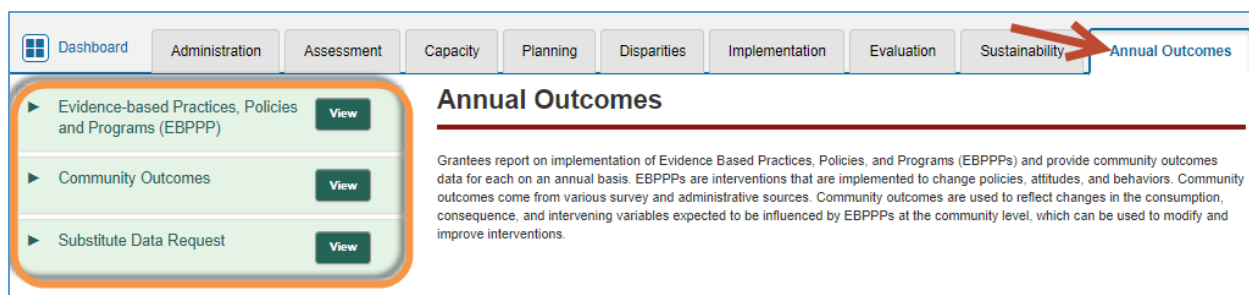 Dashboard Administration Assessment Capacity Planning Disparities Implementation Evaluation Sustainability Annual Outcomes
Evidence-based Practices, Policies
and Programs (EBPPP)
View
Community Outcomes
View
Substitute Data Request
View
Annual Outcomes
Grantees report on implementation of Evidence Based Practices, Policies, and Programs (EBPPPs) and provide community outcomes
data for each on an annual basis. EBPPPs are interventions that are implemented to change policies, attitudes, and behaviors. Community
outcomes come from various survey and administrative sources. Community outcomes are used to reflect changes in the consumption,
consequence, and intervening variables expected to be influenced by EBPPPs at the community level, which can be used to modify and
improve interventions.